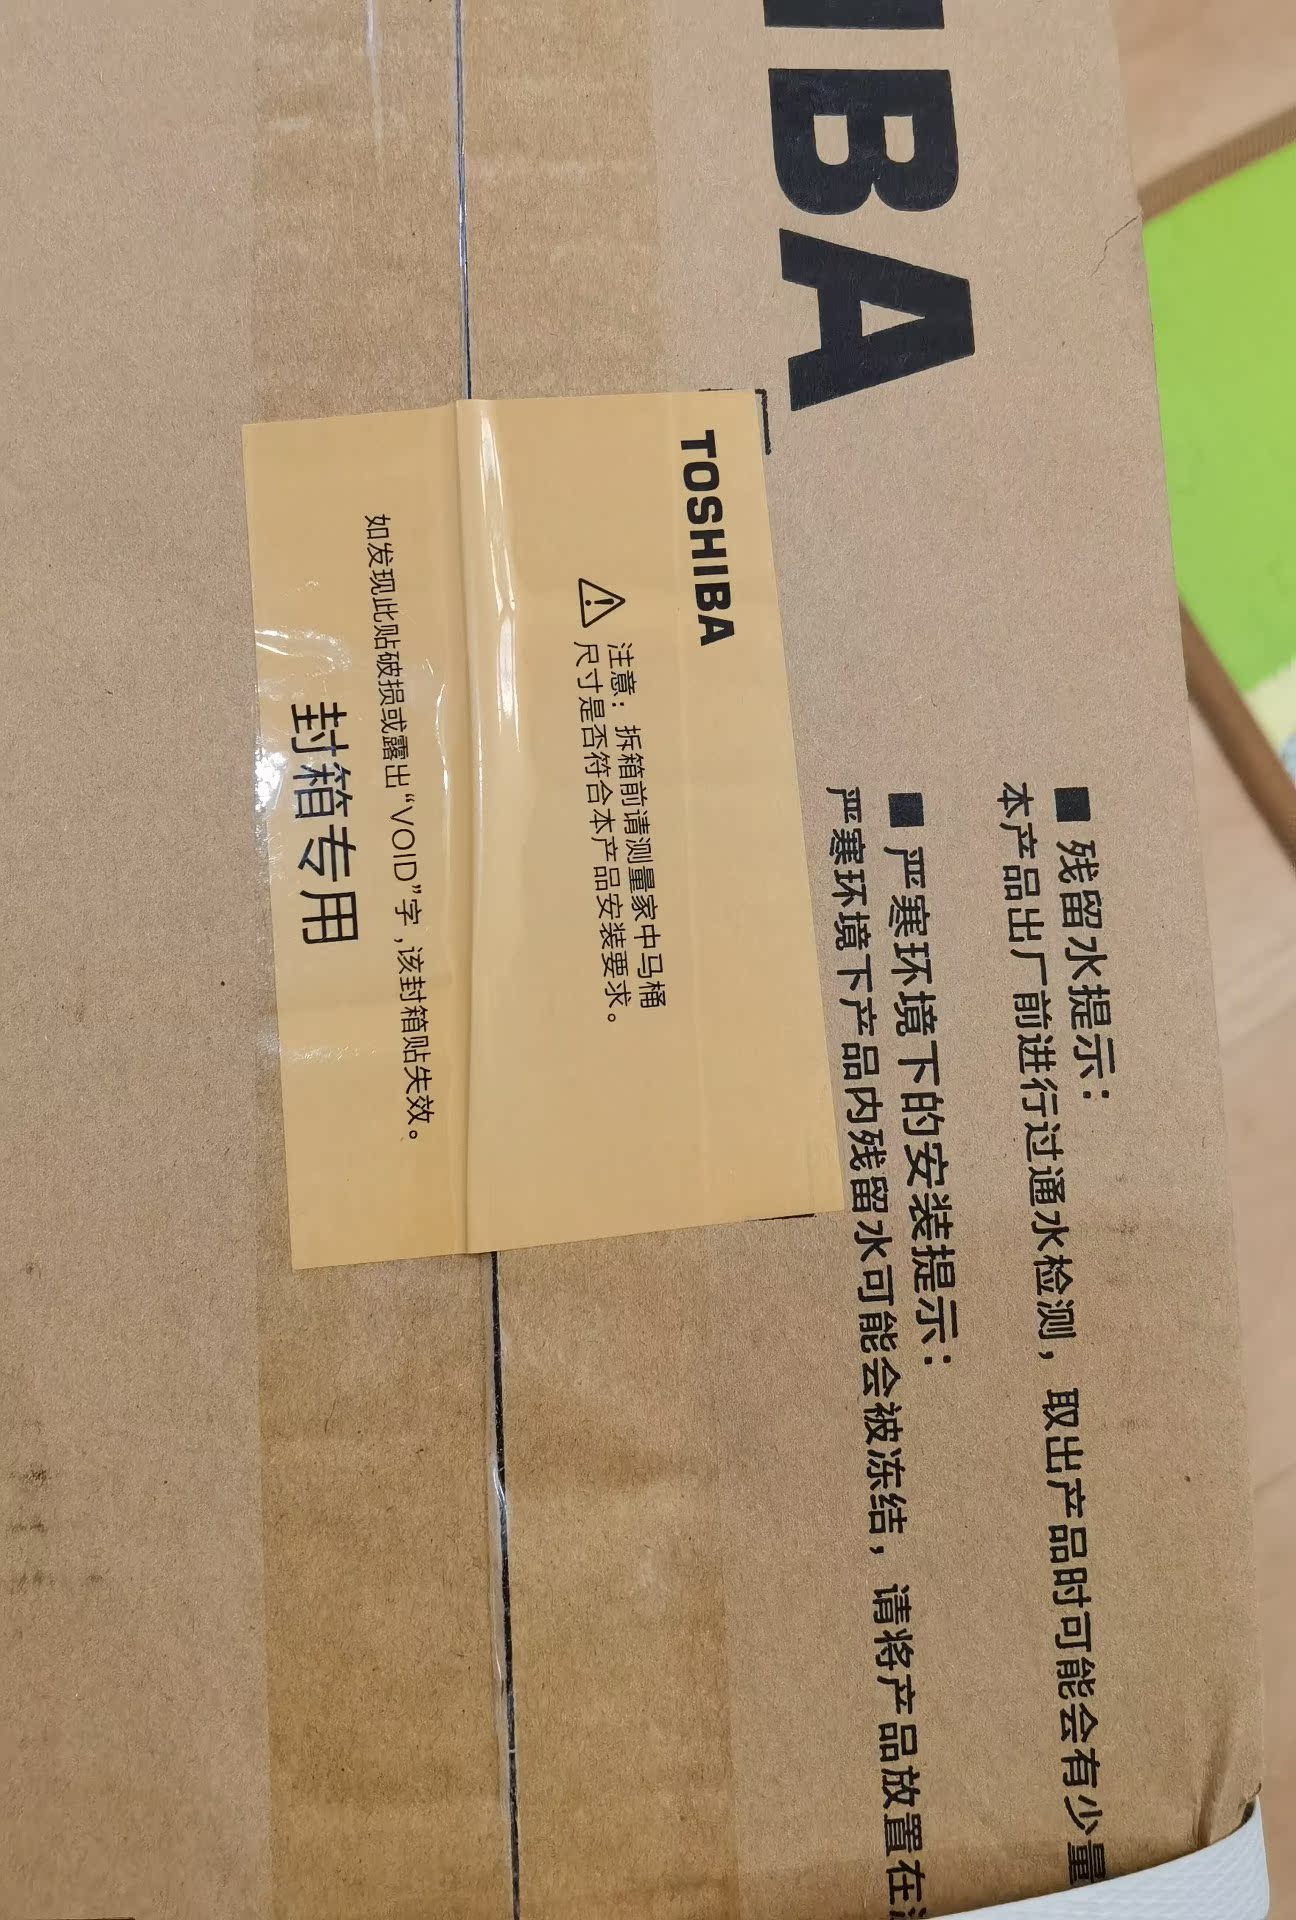 IBA
■ 残留水提示：
本产品出厂前进行过通水检测，取出产品时可能会有少量
■ 严寒环境下的安装提示：
严寒环境下产品内残留水可能会被冻结，请将产品放置在
TOSHIBA
注意：拆箱前请测量家中马桶
尺寸是否符合本产品安装要求。
如发现此贴破损或露出“VOID”字，该封箱贴失效。
封箱专用